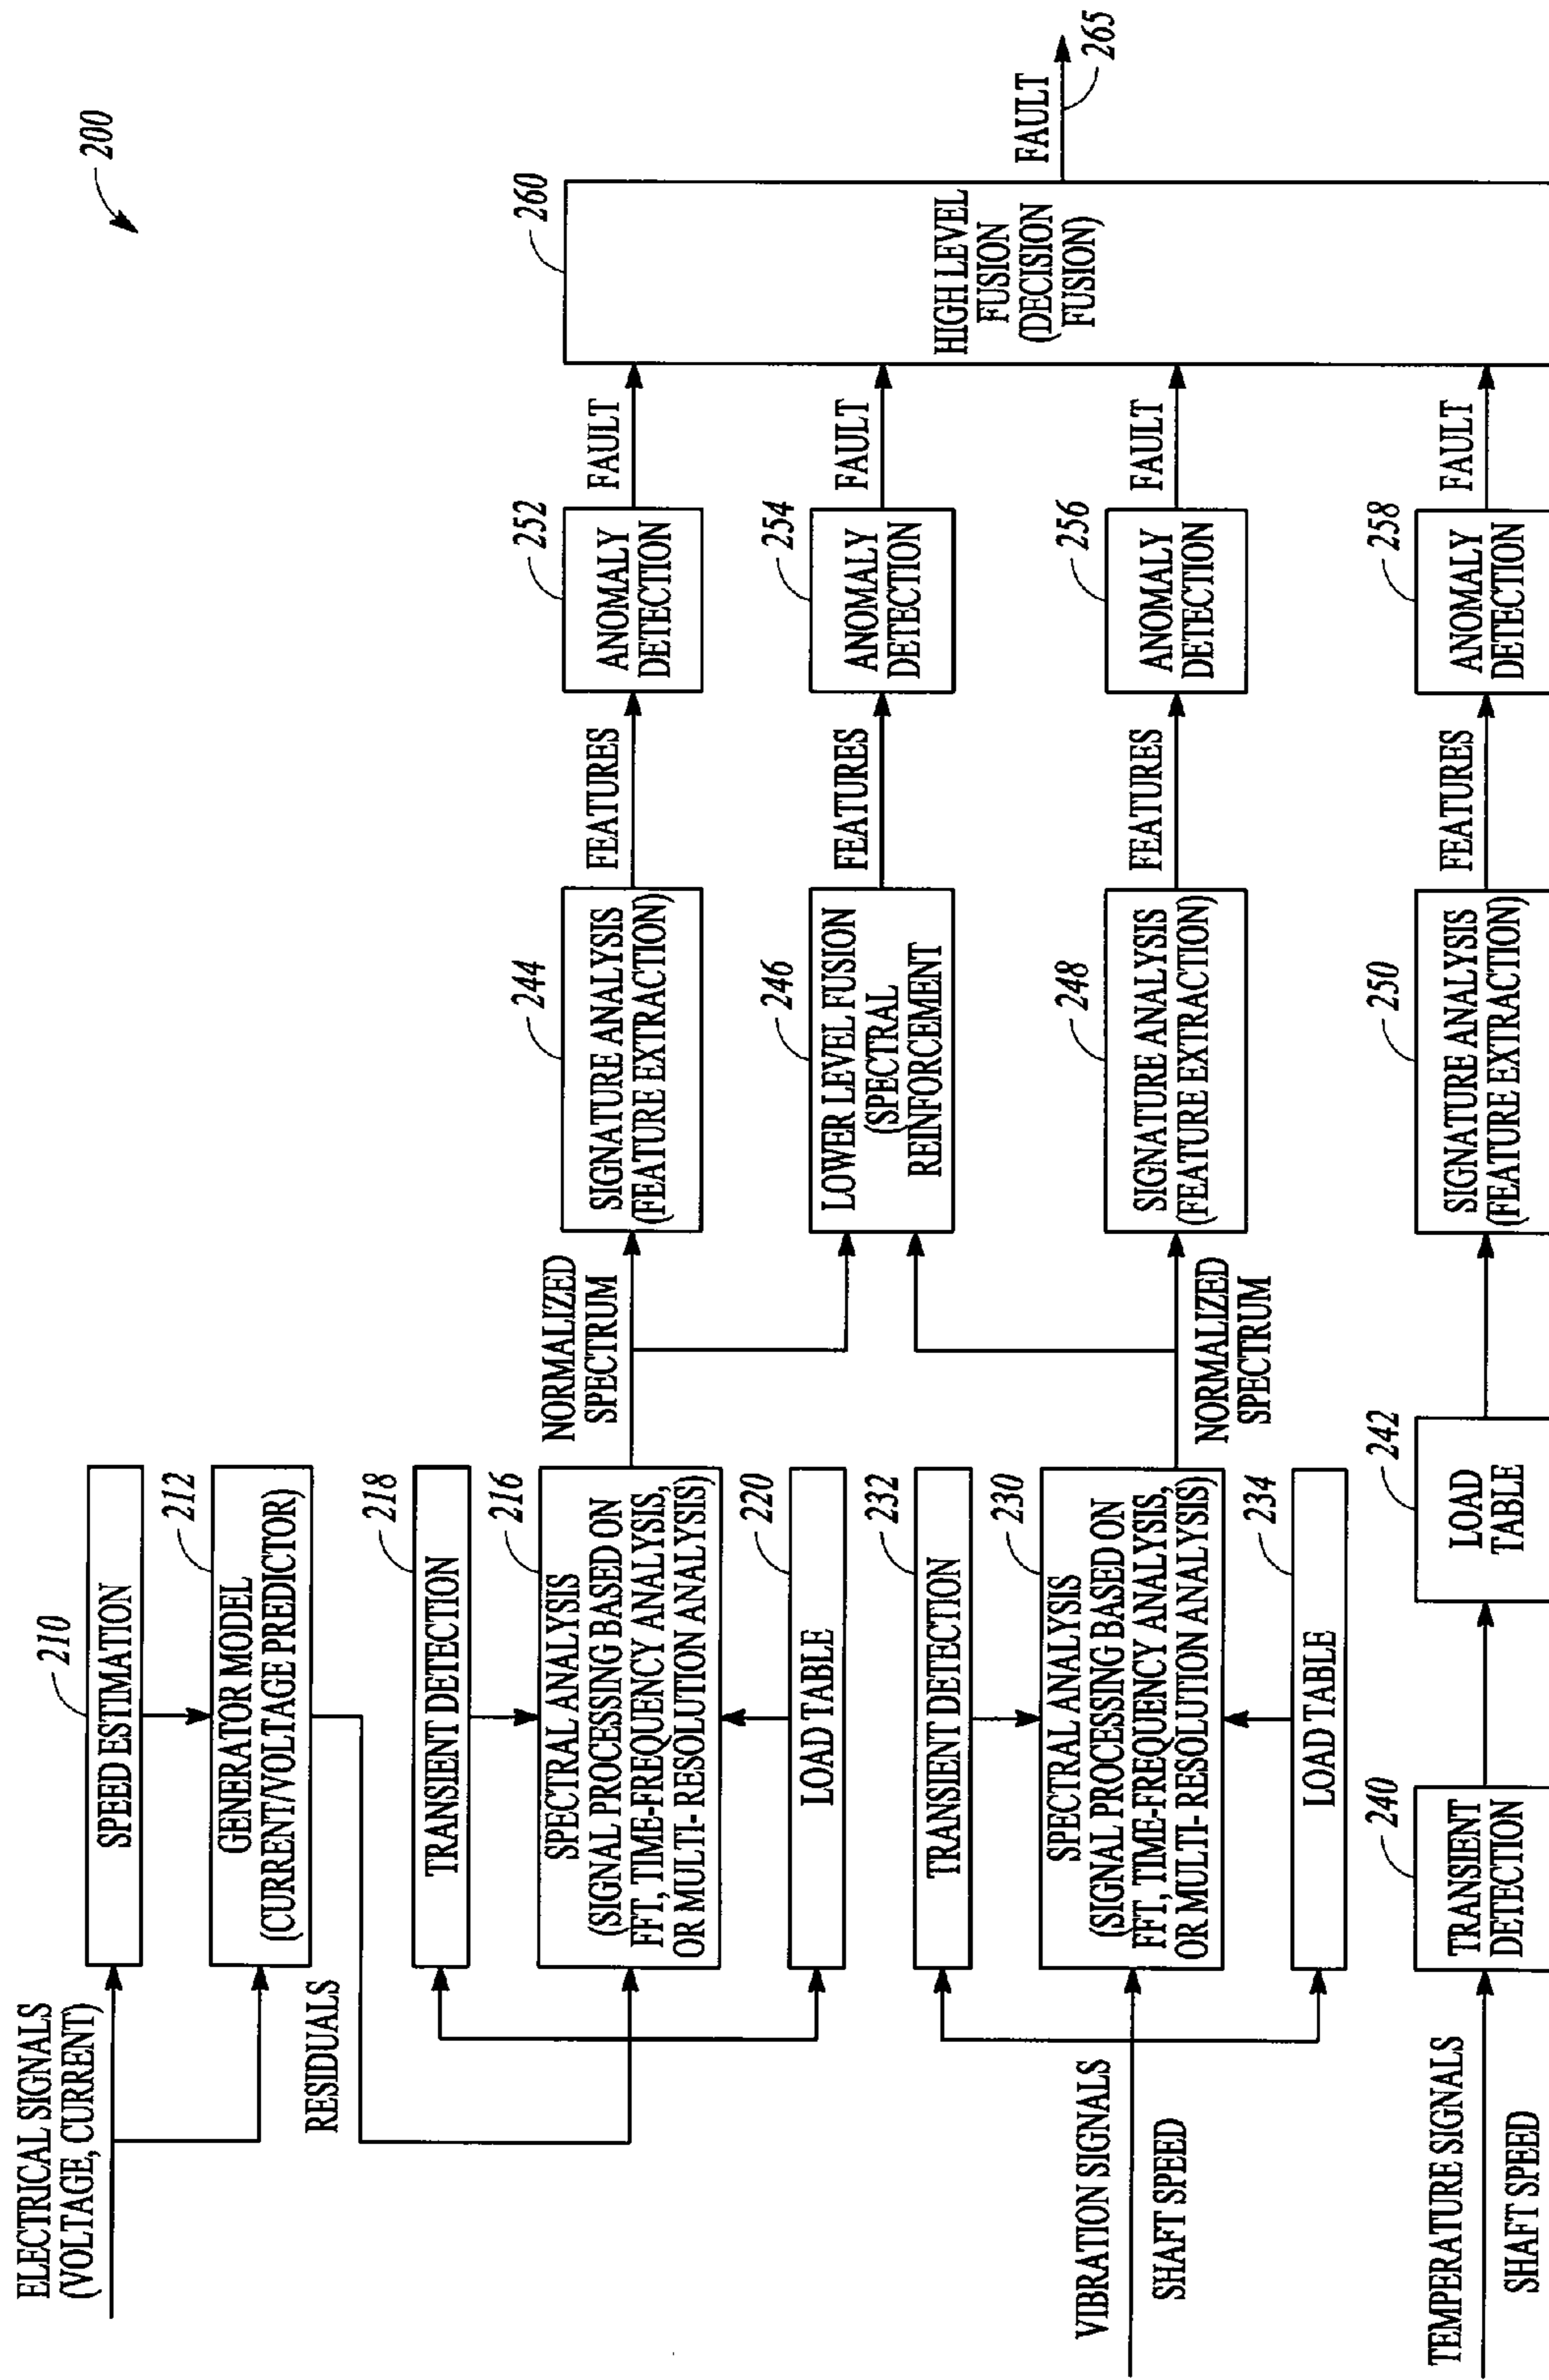 200
ELECTRICAL SIGNALS
(VOLTAGE, CURRENT)
210
SPEED ESTIMATION
212
GENERATOR MODEL
(CURRENT/VOLTAGE PREDICTOR)
RESIDUALS
218
TRANSIENT DETECTION
216
SPECTRAL ANALYSIS
(SIGNAL PROCESSING BASED ON
FFT, TIME-FREQUENCY ANALYSIS,
OR MULTI- RESOLUTION ANALYSIS)
220
LOAD TABLE
NORMALIZED
SPECTRUM
244
SIGNATURE ANALYSIS
(FEATURE EXTRACTION)
FEATURES
252
ANOMALY
DETECTION
FAULT
246
LOWER LEVEL FUSION
(SPECTRAL
REINFORCEMENT
FEATURES
254
ANOMALY
DETECTION
FAULT
VIBRATION SIGNALS
SHAFT SPEED
232
TRANSIENT DETECTION
230
SPECTRAL ANALYSIS
(SIGNAL PROCESSING BASED ON
FFT, TIME-FREQUENCY ANALYSIS,
OR MULTI- RESOLUTION ANALYSIS)
234
LOAD TABLE
NORMALIZED
SPECTRUM
248
SIGNATURE ANALYSIS
(FEATURE EXTRACTION)
FEATURES
256
ANOMALY
DETECTION
FAULT
TEMPERATURE SIGNALS
SHAFT SPEED
240
TRANSIENT
DETECTION
242
LOAD
TABLE
250
SIGNATURE ANALYSIS
(FEATURE EXTRACTION)
FEATURES
258
ANOMALY
DETECTION
FAULT
260
HIGH LEVEL
FUSION
(DECISION
FUSION)
FAULT
265